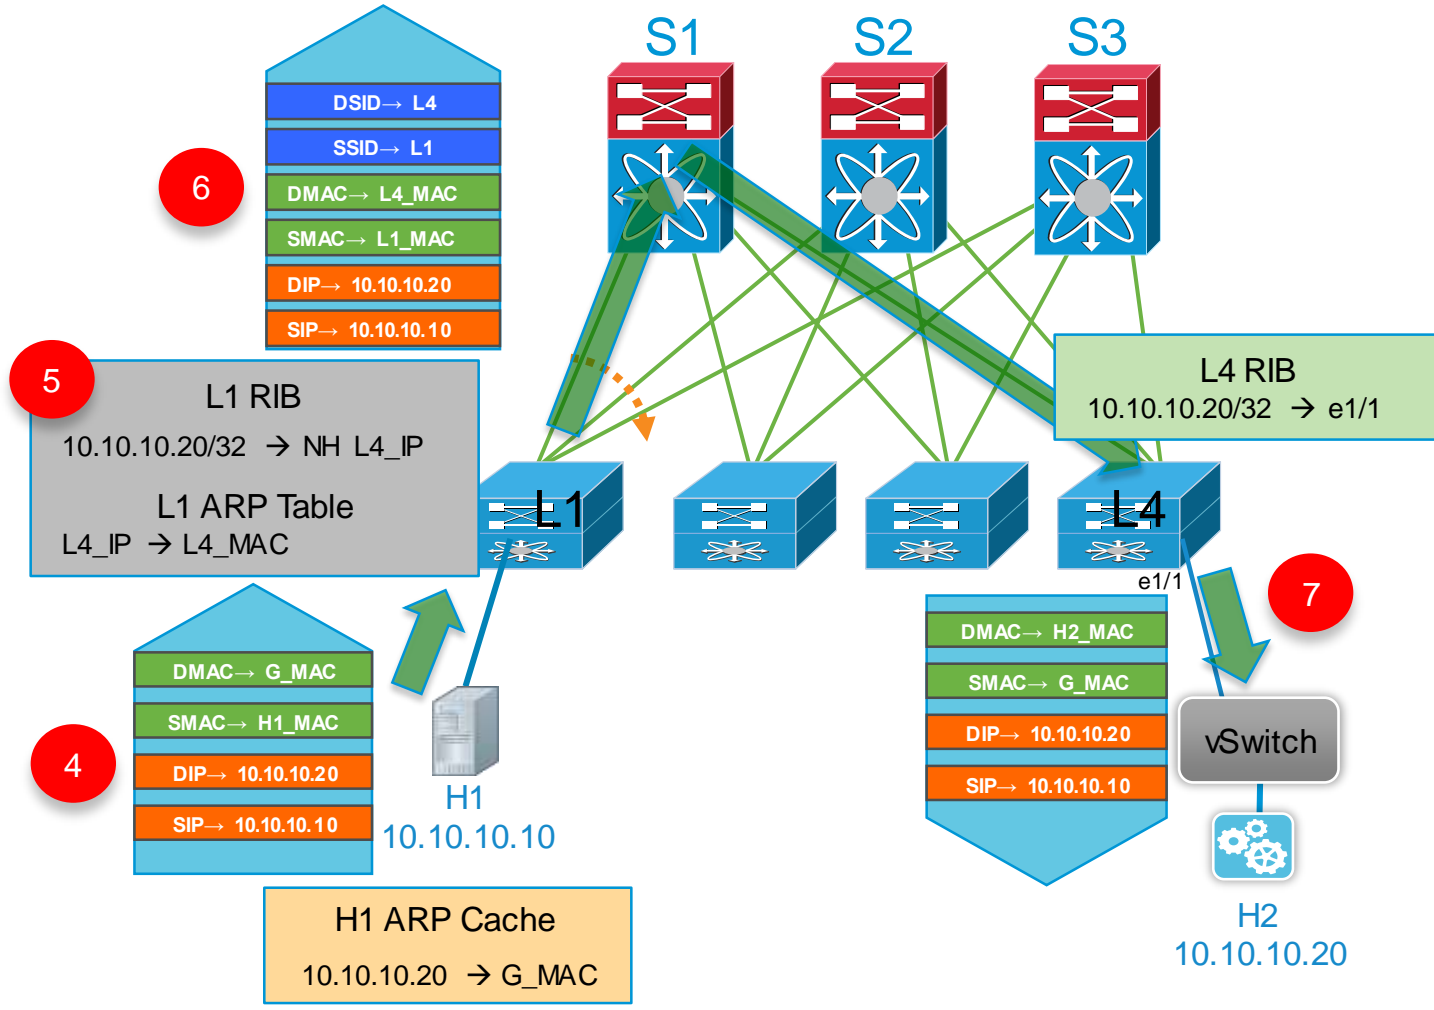 S1
S2
S3
DSID→ L4
SSID→ L1
DMAC→ L4_MAC
SMAC→ L1_MAC
DIP→ 10.10.10.20
SIP→ 10.10.10.10
6
5
L1 RIB
10.10.10.20/32 → NH L4_IP
L1 ARP Table
L4_IP → L4_MAC
L4 RIB
10.10.10.20/32 → e1/1
L1
L4
e1/1
7
4
DMAC→ G_MAC
SMAC→ H1_MAC
DIP→ 10.10.10.20
SIP→ 10.10.10.10
H1
10.10.10.10
DMAC→ H2_MAC
SMAC→ G_MAC
DIP→ 10.10.10.20
SIP→ 10.10.10.10
vSwitch
H2
10.10.10.20
H1 ARP Cache
10.10.10.20 → G_MAC